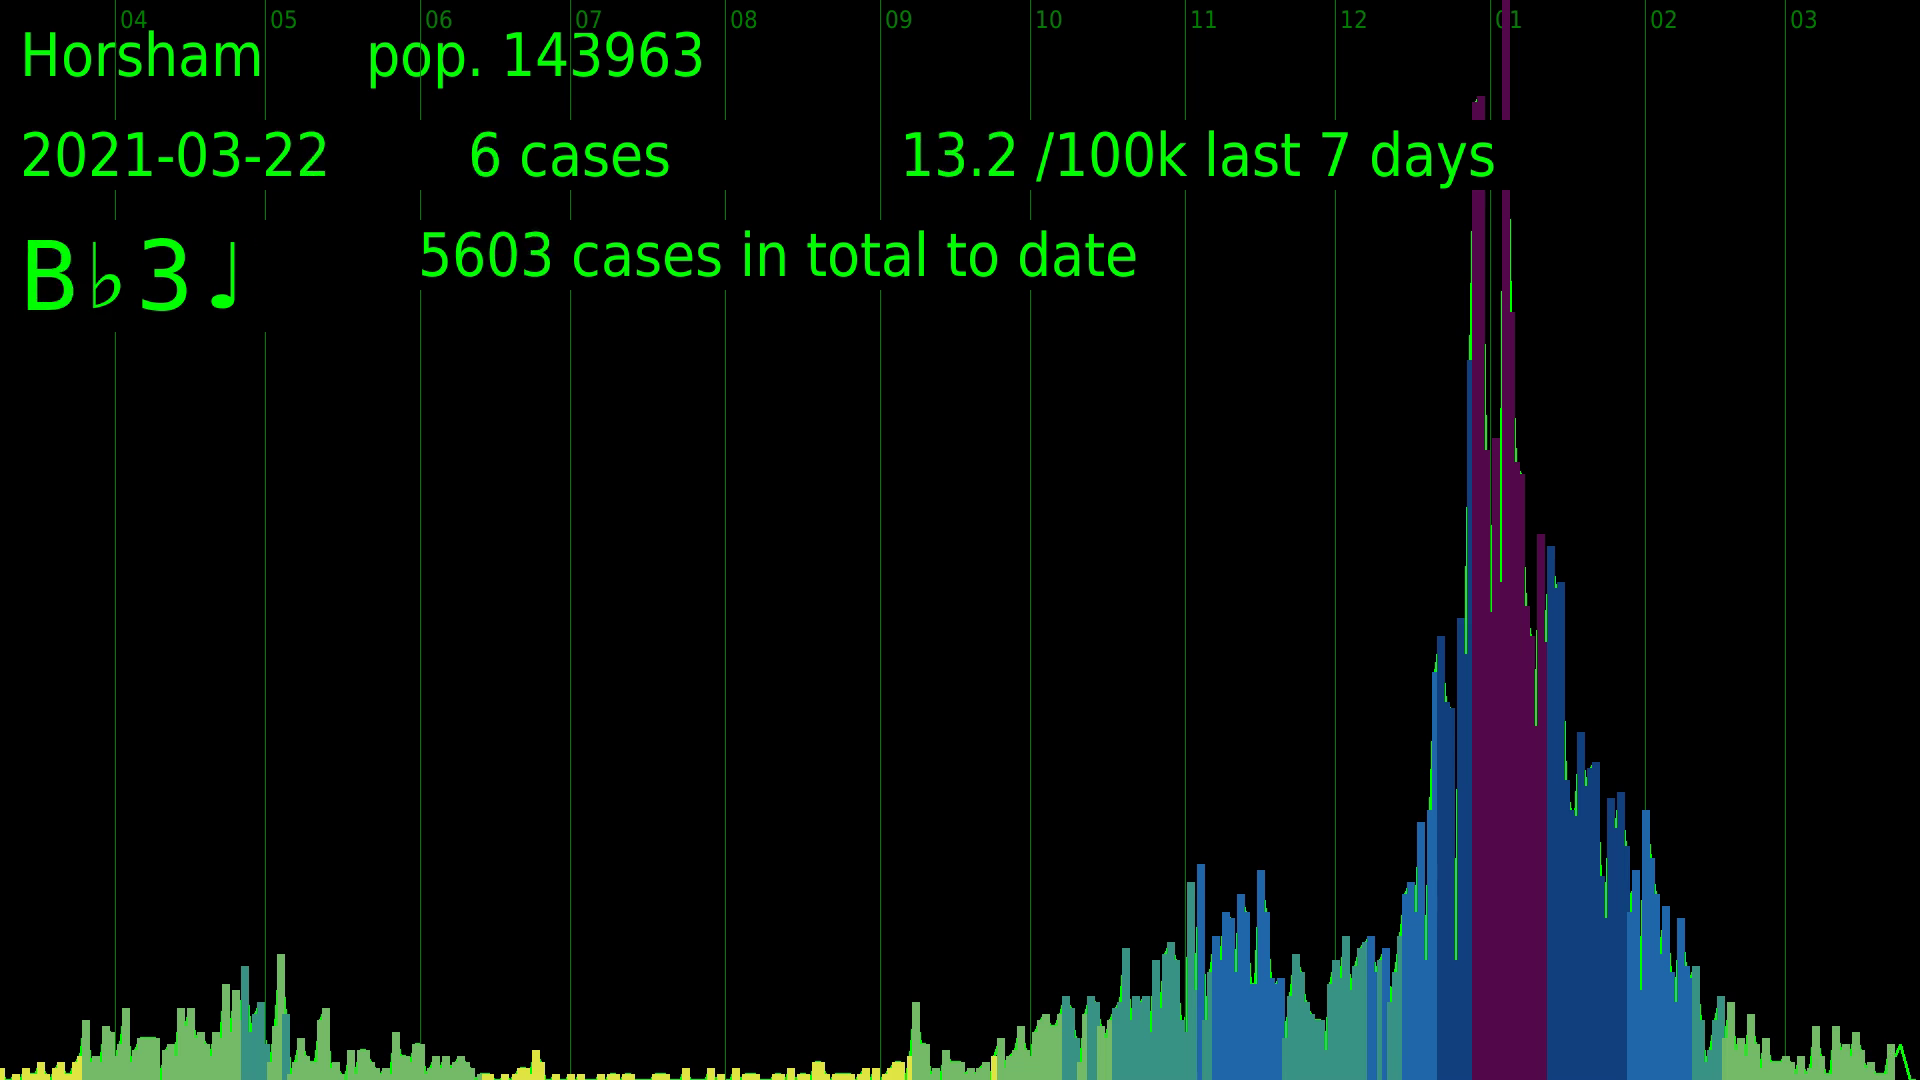 04 05 06 07 08 09 10 11 12 01 02 03
Horsham pop. 143963
2021-03-22 6 cases 13.2 /100k last 7 days
B♭3♩ 5603 cases in total to date